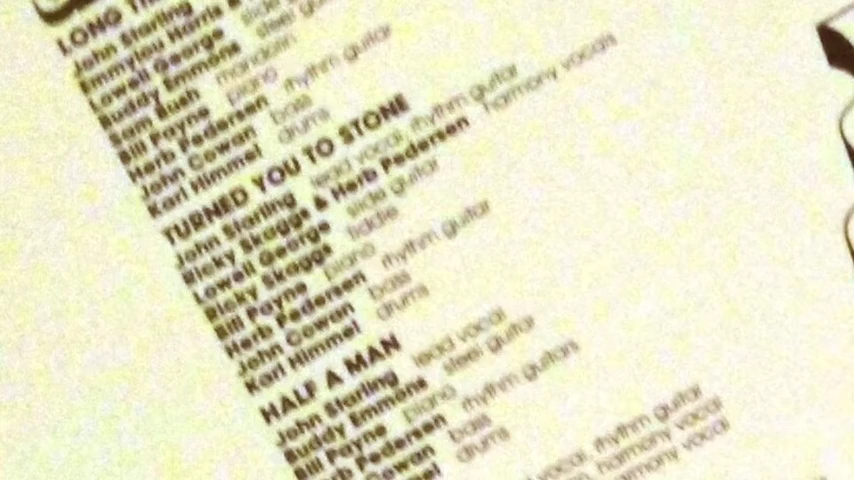 LONG
John Starling
Emmylou Harris &
Lowell George side
Buddy Emmons steel
Sam Bush mandolin
Bill Payne piano
Herb Pedersen rhythm guitar
John Cowan bass
Karl Himmel drums
TURNED YOU TO STONE
John Starling lead vocal, rhythm guitar
Ricky Skaggs & Herb Pedersen harmony vocals
Lowell George slide guitar
Ricky Skaggs fiddle
Bill Payne piano
Herb Pedersen rhythm guitar
John Cowan bass
Karl Himmel drums
HALF A MAN
John Starling lead vocal
Buddy Emmons steel guitar
Bill Payne piano
Pedersen rhythm guitars
Cowan bass
drums
vocal, rhythm guitar
harmony vocal
harmony vocal